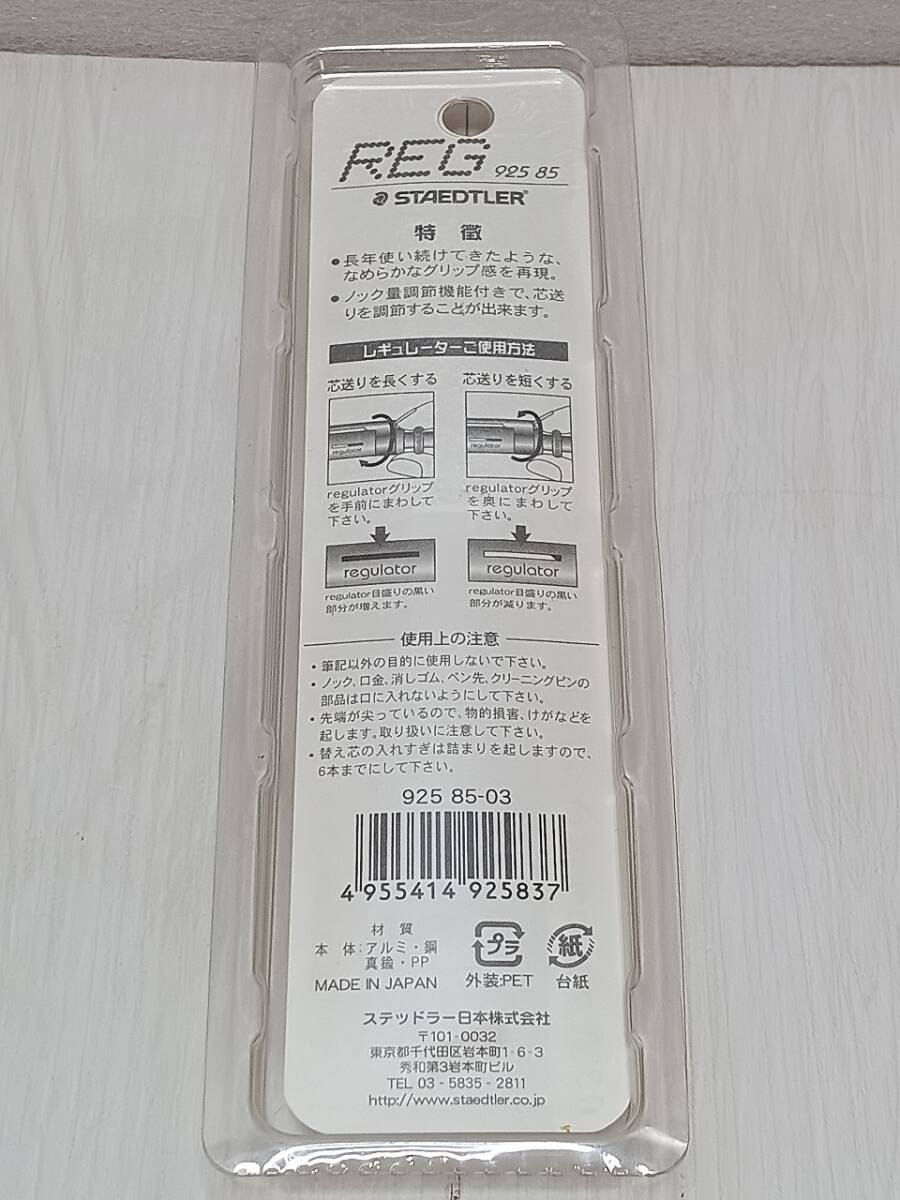 REG 925 85
STAEDTLER
特 徴
●長年使い続けてきたような、
なめらかなグリップ感を再現。
●ノック量調節機能付きで、芯送
りを調節することが出来ます。
レギュレーターご使用方法
芯送りを長くする
regulator
regulatorグリップ
を手前にまわして
下さい。
regulator
regulator目盛りの黒い
部分が増えます。
芯送りを短くする
regulator
regulatorグリップ
を奥にまわして
下さい。
regulator
regulator目盛りの黒い
部分が減ります。
使用上の注意
・筆記以外の目的に使用しないで下さい。
・ノック、口金、消しゴム、ペン先、クリーニングピンの
部品は口に入れないようにして下さい。
・先端が尖っているので、物的損害、けがなどを
起します。取り扱いに注意して下さい。
・替え芯の入れすぎは詰まりを起しますので、
6本までにして下さい。
925 85-03
4 955414 925837
材 質
本 体:アルミ・鋼
真鍮・PP
MADE IN JAPAN
プラ
外装:PET
紙
台紙
ステッドラー日本株式会社
〒101-0032
東京都千代田区岩本町1-6-3
秀和第3岩本町ビル
TEL 03-5835-2811
http://www.staedtler.co.jp